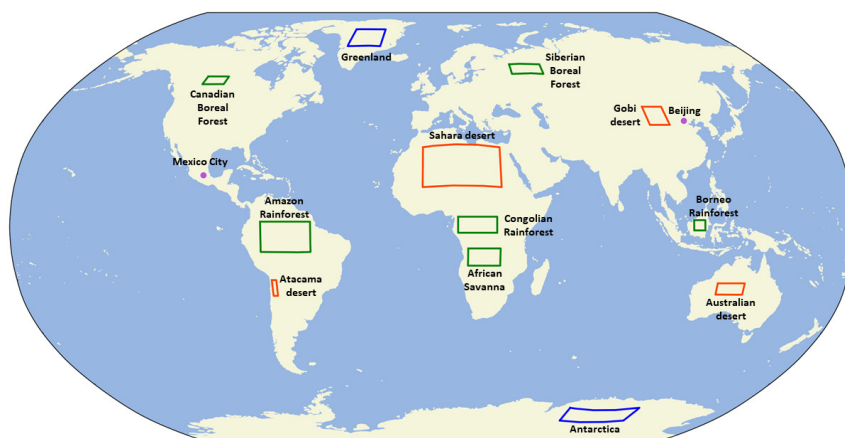 Greenland
Siberian
Boreal
Forest
Canadian
Boreal
Forest
Gobi
desert
Beijing
Sahara desert
Mexico City
Amazon
Rainforest
Congolian
Rainforest
Borneo
Rainforest
African
Savanna
Atacama
desert
Australian
desert
Antarctica